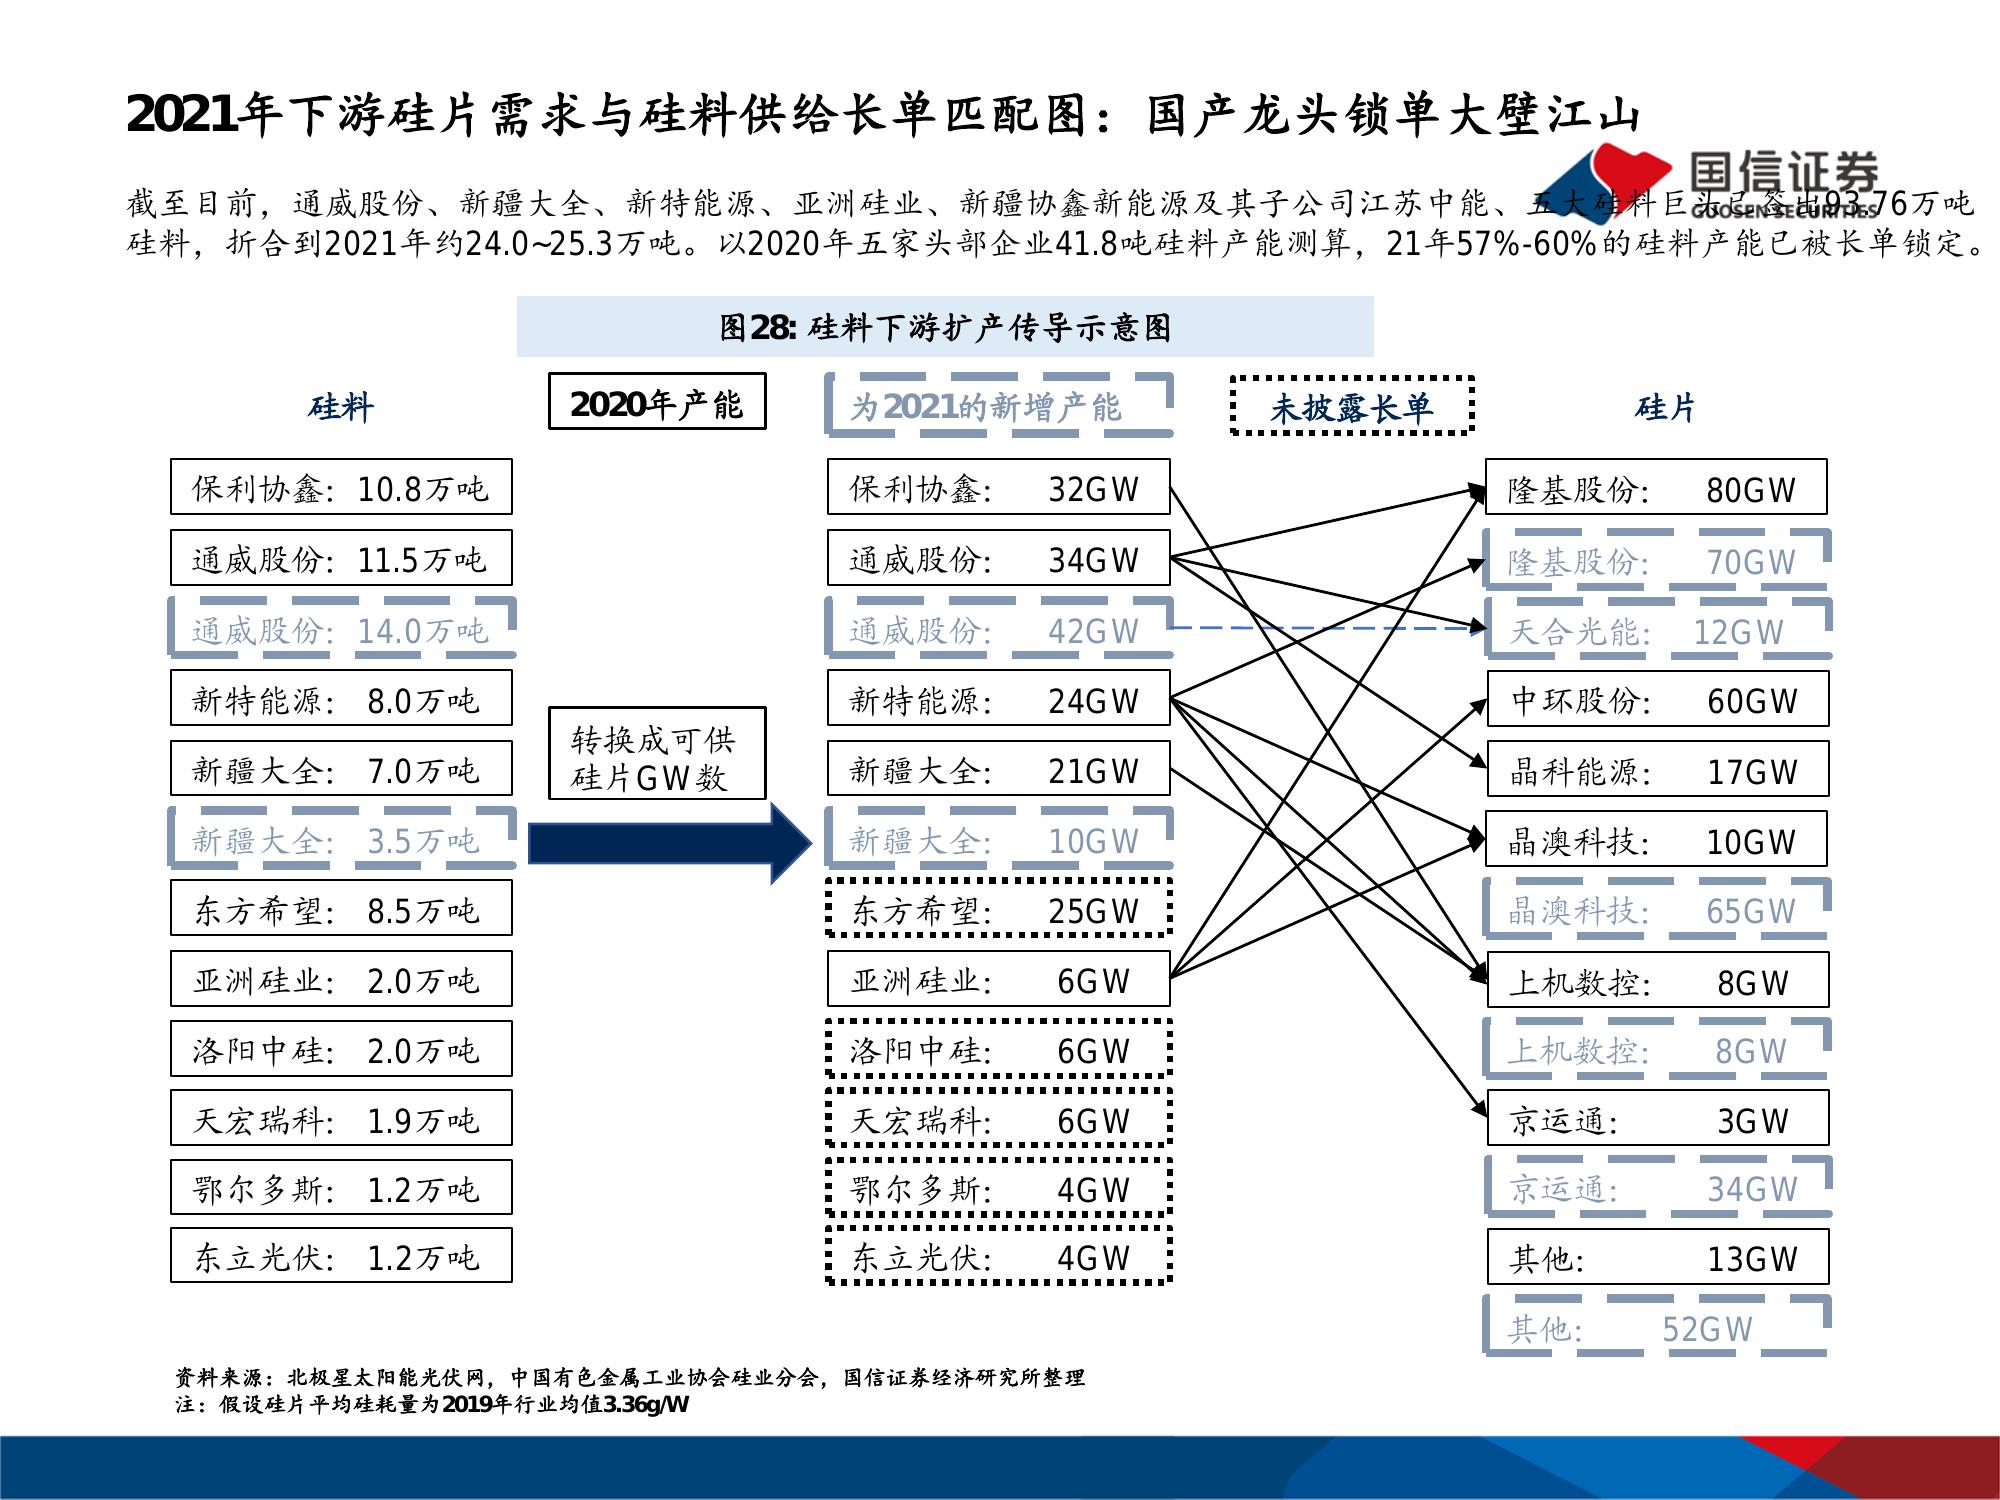 2021年下游硅片需求与硅料供给长单匹配图：国产龙头锁单大壁江山
国信证券
GUOSEN SECURITIES
截至目前，通威股份、新疆大全、新特能源、亚洲硅业、新疆协鑫新能源及其子公司江苏中能、五大硅料巨头已签出93.76万吨
硅料，折合到2021年约24.0~25.3万吨。以2020年五家头部企业41.8吨硅料产能测算，21年57%-60%的硅料产能已被长单锁定。
图28: 硅料下游扩产传导示意图
硅料
2020年产能
为2021的新增产能
未披露长单
硅片
保利协鑫：10.8万吨
通威股份：11.5万吨
通威股份：14.0万吨
新特能源：8.0万吨
新疆大全：7.0万吨
新疆大全：3.5万吨
东方希望：8.5万吨
亚洲硅业：2.0万吨
洛阳中硅：2.0万吨
天宏瑞科：1.9万吨
鄂尔多斯：1.2万吨
东立光伏：1.2万吨
转换成可供
硅片GW数
保利协鑫： 32GW
通威股份： 34GW
通威股份： 42GW
新特能源： 24GW
新疆大全： 21GW
新疆大全： 10GW
东方希望： 25GW
亚洲硅业： 6GW
洛阳中硅： 6GW
天宏瑞科： 6GW
鄂尔多斯： 4GW
东立光伏： 4GW
隆基股份： 80GW
隆基股份： 70GW
天合光能： 12GW
中环股份： 60GW
晶科能源： 17GW
晶澳科技： 10GW
晶澳科技： 65GW
上机数控： 8GW
上机数控： 8GW
京运通： 3GW
京运通： 34GW
其他： 13GW
其他： 52GW
资料来源：北极星太阳能光伏网，中国有色金属工业协会硅业分会，国信证券经济研究所整理
注：假设硅片平均硅耗量为2019年行业均值3.36g/W